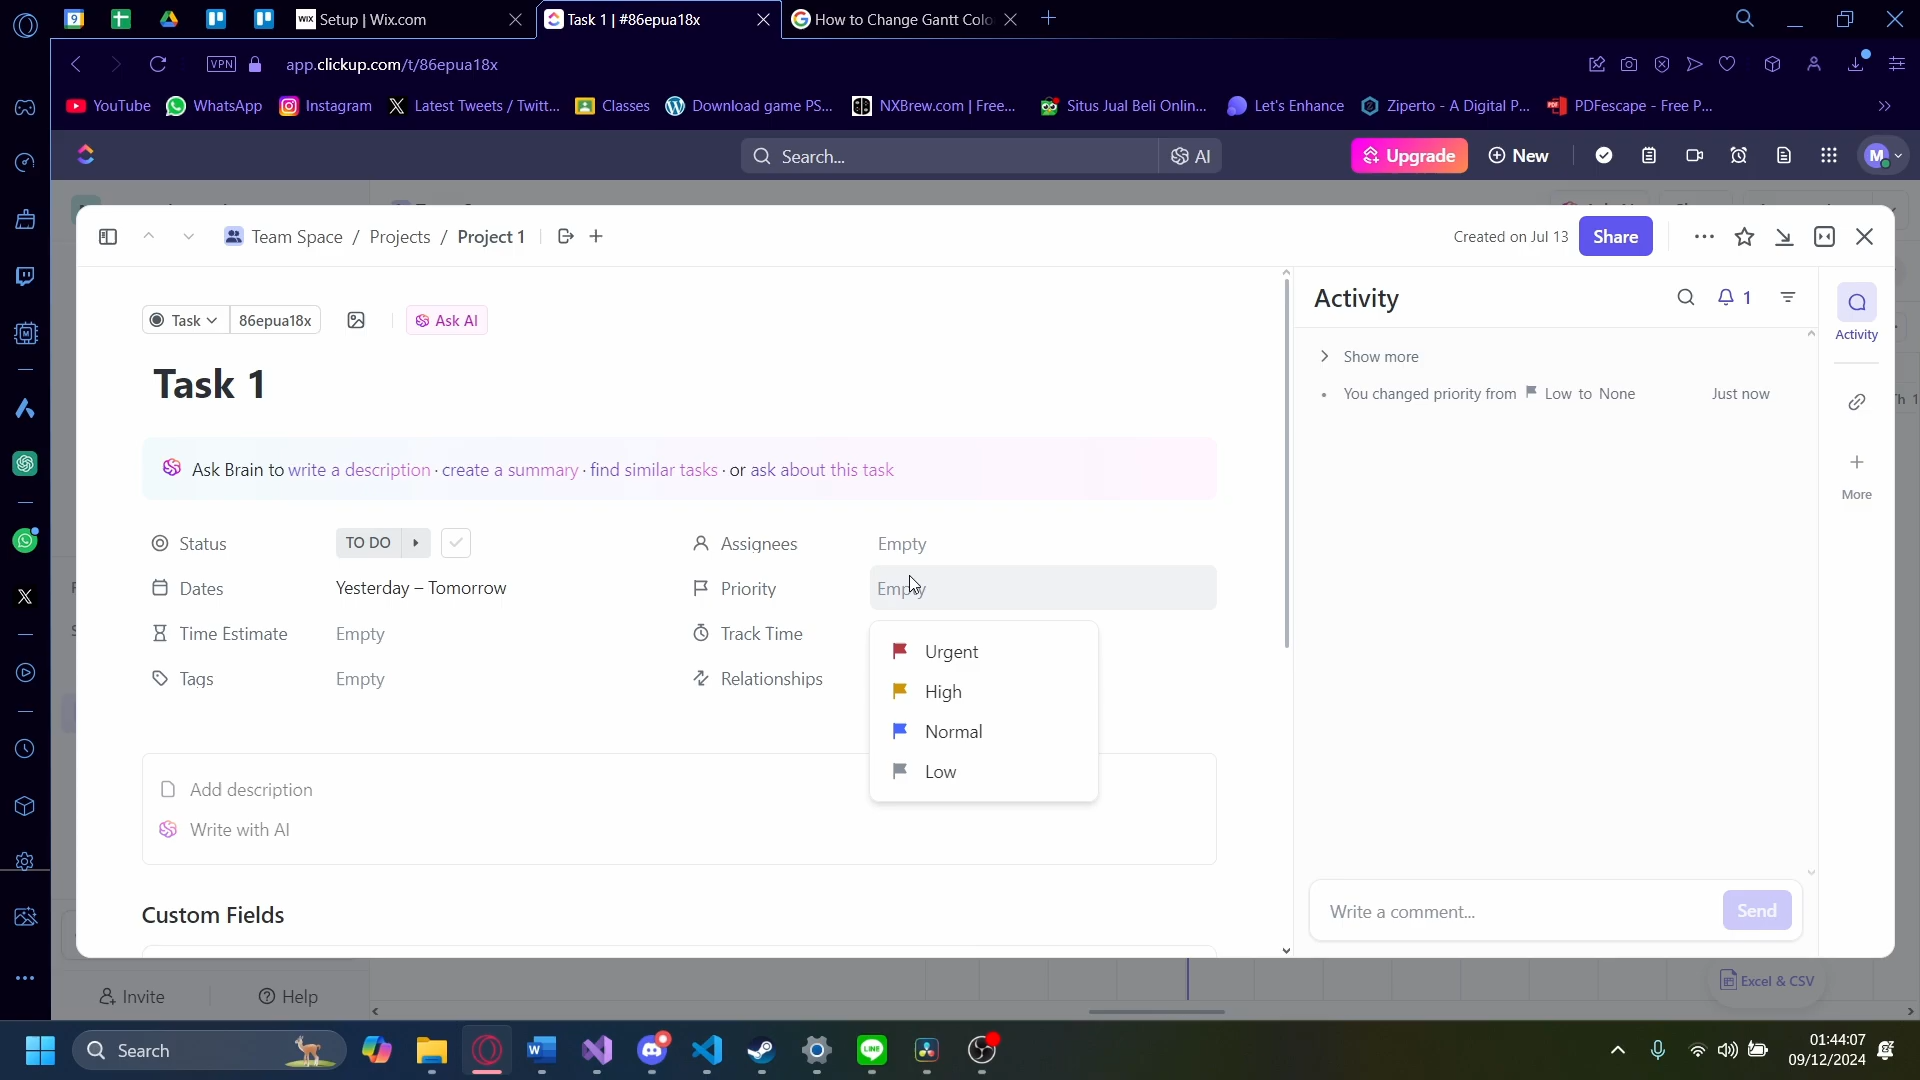 Setup | Wix.com
Task 1 | #86epua18x
How to Change Gantt Colo
VPN
app.clickup.com/t/86epua18x
YouTube
WhatsApp
Instagram
Latest Tweets / Twitt...
Classes
Download game PS...
NXBrew.com | Free...
Situs Jual Beli Onlin...
Let's Enhance
Ziperto - A Digital P...
PDFescape - Free P...
Search...
AI
Upgrade
New
M
Team Space / Projects / Project 1
Created on Jul 13
Share
Task
86epua18x
Ask AI
Task 1
Ask Brain to write a description · create a summary · find similar tasks · or ask about this task
Status
TO DO
Assignees
Empty
Dates
Yesterday – Tomorrow
Priority
Empty
Time Estimate
Empty
Track Time
Tags
Empty
Relationships
Urgent
High
Normal
Low
Add description
Write with AI
Custom Fields
Activity
1
Show more
You changed priority from Low to None
Just now
Activity
More
Write a comment...
Send
Invite
Help
Excel & CSV
Search
01:44:07
09/12/2024